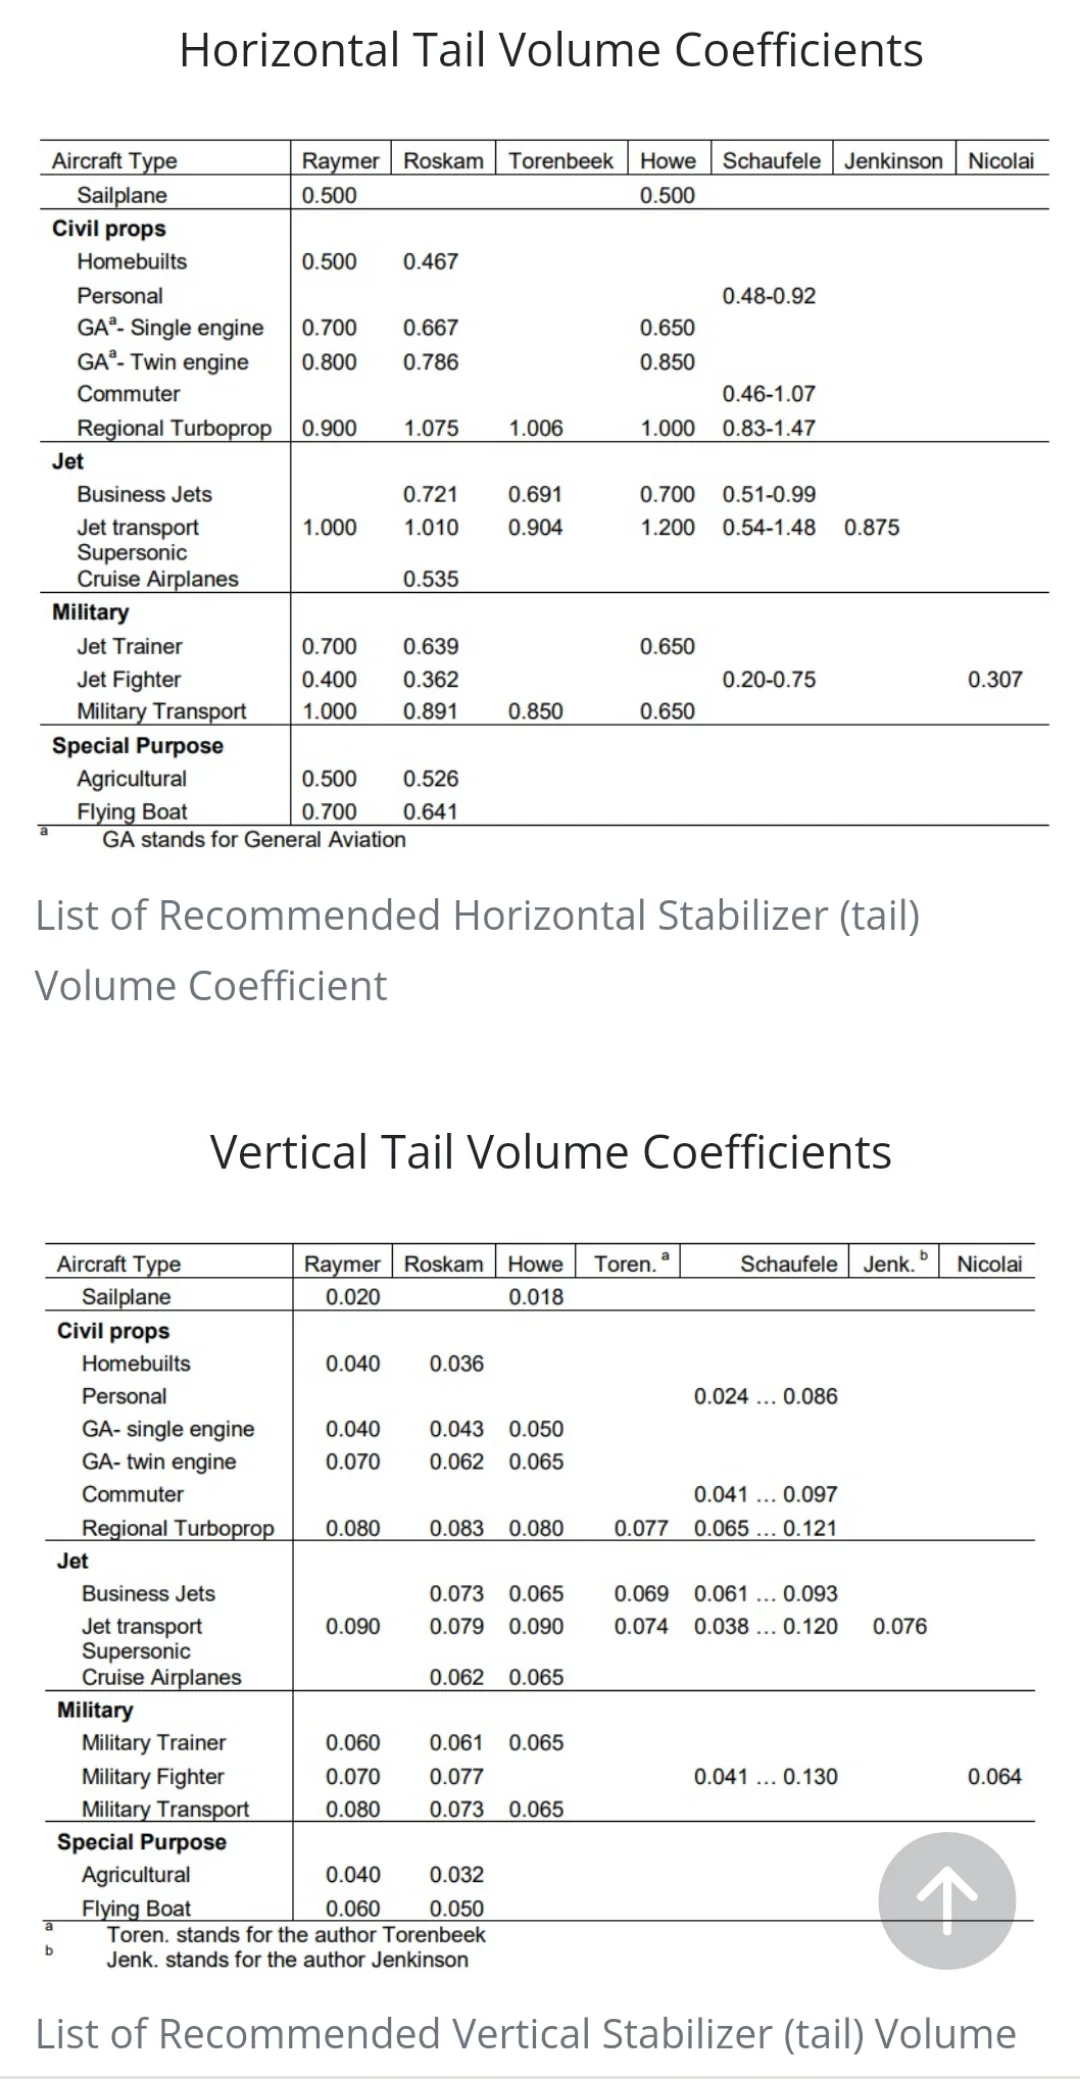 Horizontal Tail Volume Coefficients
Aircraft Type Raymer Roskam Torenbeek Howe Schaufele Jenkinson Nicolai
Sailplane 0.500 0.500
Civil props
Homebuilts 0.500 0.467
Personal 0.48-0.92
GAª- Single engine 0.700 0.667 0.650
GAª- Twin engine 0.800 0.786 0.850
Commuter 0.46-1.07
Regional Turboprop 0.900 1.075 1.006 1.000 0.83-1.47
Jet
Business Jets 0.721 0.691 0.700 0.51-0.99
Jet transport 1.000 1.010 0.904 1.200 0.54-1.48 0.875
Supersonic
Cruise Airplanes 0.535
Military
Jet Trainer 0.700 0.639 0.650
Jet Fighter 0.400 0.362 0.20-0.75 0.307
Military Transport 1.000 0.891 0.850 0.650
Special Purpose
Agricultural 0.500 0.526
Flying Boat 0.700 0.641
a GA stands for General Aviation
List of Recommended Horizontal Stabilizer (tail)
Volume Coefficient
Vertical Tail Volume Coefficients
Aircraft Type Raymer Roskam Howe Toren. a Schaufele Jenk. b Nicolai
Sailplane 0.020 0.018
Civil props
Homebuilts 0.040 0.036
Personal 0.024 ... 0.086
GA- single engine 0.040 0.043 0.050
GA- twin engine 0.070 0.062 0.065
Commuter 0.041 ... 0.097
Regional Turboprop 0.080 0.083 0.080 0.077 0.065 ... 0.121
Jet
Business Jets 0.073 0.065 0.069 0.061 ... 0.093
Jet transport 0.090 0.079 0.090 0.074 0.038 ... 0.120 0.076
Supersonic
Cruise Airplanes 0.062 0.065
Military
Military Trainer 0.060 0.061 0.065
Military Fighter 0.070 0.077 0.041 ... 0.130 0.064
Military Transport 0.080 0.073 0.065
Special Purpose
Agricultural 0.040 0.032
Flying Boat 0.060 0.050
a Toren. stands for the author Torenbeek
b Jenk. stands for the author Jenkinson
List of Recommended Vertical Stabilizer (tail) Volume